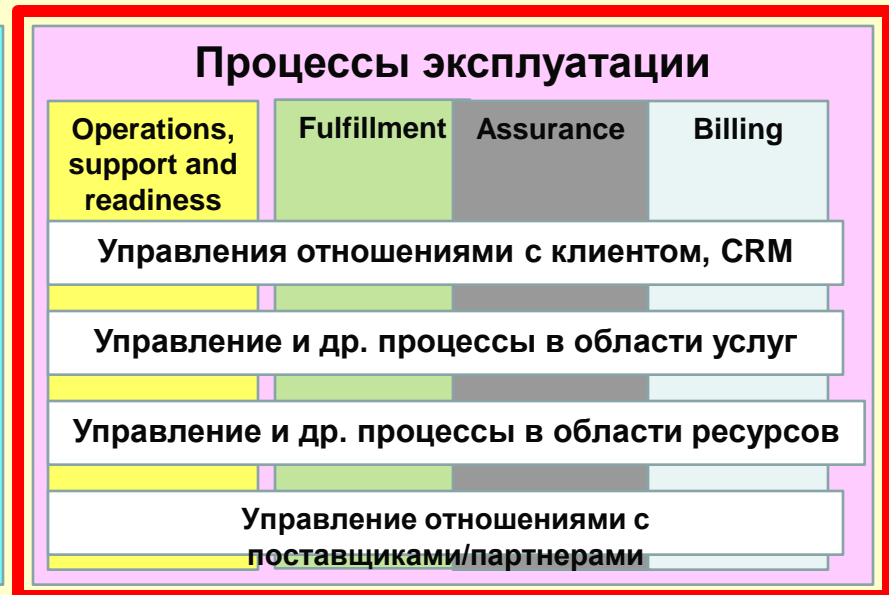 Процессы эксплуатации
Operations,
support and
readiness
Fulfillment
Assurance
Billing
Управления отношениями с клиентом, CRM
Управление и др. процессы в области услуг
Управление и др. процессы в области ресурсов
Управление отношениями с
поставщиками/партнерами